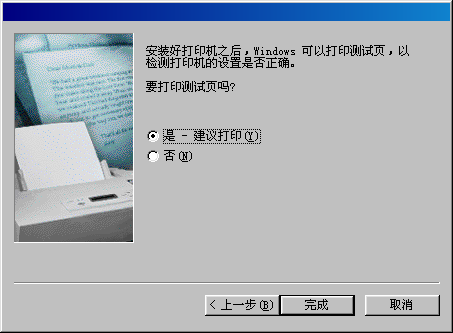 安装好打印机之后，Windows 可以打印测试页，以
检测打印机的设置是否正确。
要打印测试页吗?
是 - 建议打印(Y)
否(N)
< 上一步(B)
完成
取消